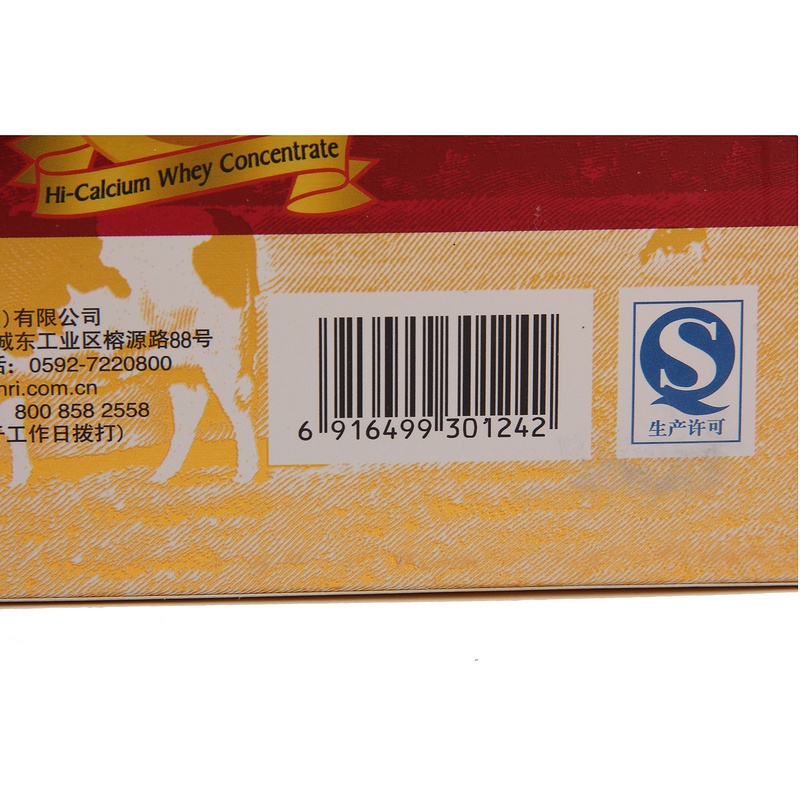 Hi-Calcium Whey Concentrate
)有限公司
城东工业区榕源路88号
话: 0592-7220800
nri.com.cn
800 858 2558
工作日拨打)
6 916499 301242
QS
生产许可